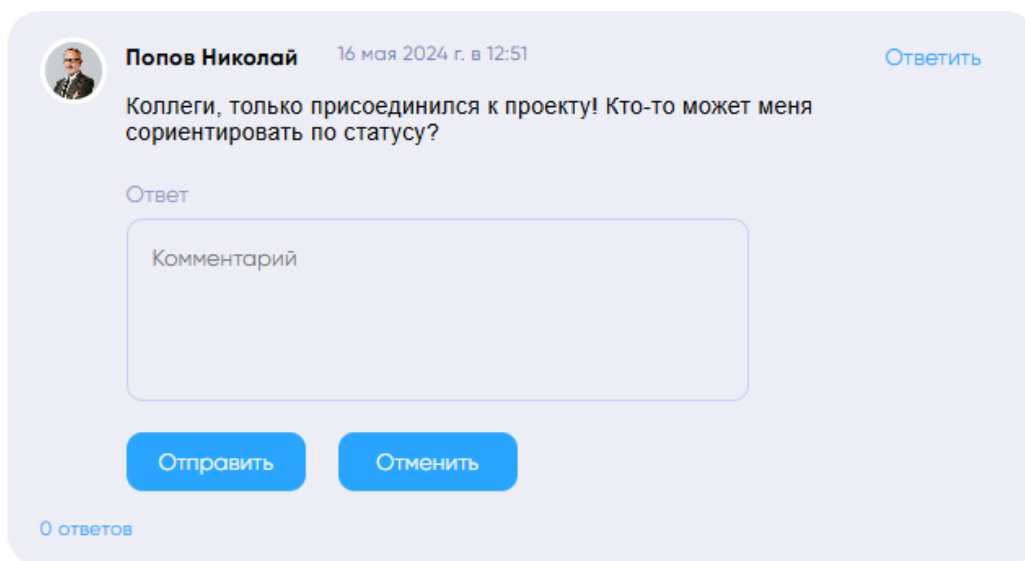 Попов Николай 16 мая 2024 г. в 12:51 Ответить
Коллеги, только присоединился к проекту! Кто-то может меня
сориентировать по статусу?
Ответ
Комментарий
Отправить Отменить
0 ответов